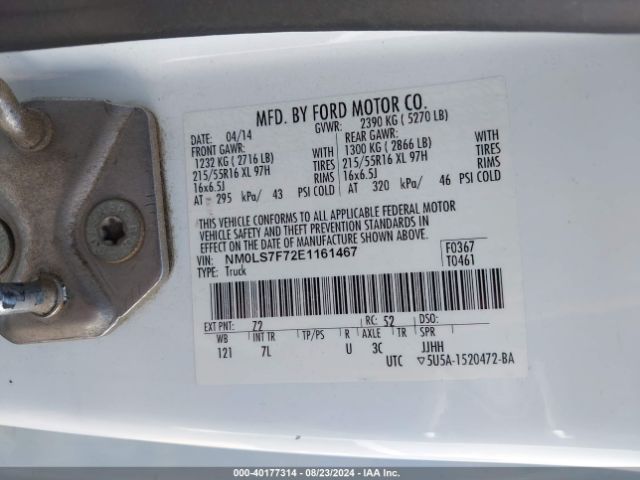 MFD. BY FORD MOTOR CO.
DATE: 04/14 GVWR: 2390 KG ( 5270 LB)
FRONT GAWR: REAR GAWR:
1232 KG ( 2716 LB) WITH 1300 KG ( 2866 LB) WITH
215/55R16 XL 97H TIRES 215/55R16 XL 97H TIRES
16x6.5J RIMS 16x6.5J RIMS
AT 295 kPa/ 43 PSI COLD AT 320 kPa/ 46 PSI COLD
THIS VEHICLE CONFORMS TO ALL APPLICABLE FEDERAL MOTOR
VEHICLE SAFETY AND THEFT PREVENTION STANDARDS IN EFFECT
ON THE DATE OF MANUFACTURE SHOWN ABOVE.
VIN: NM0LS7F72E1161467 F0367
TYPE: Truck T0461
EXT PNT: Z2 RC: 52 DSO:
WB INT TR TP/PS R AXLE TR SPR
121 7L U 3C JJHH
UTC ▽5U5A-1520472-BA
000-40177314 - 08/23/2024 - IAAI.COM